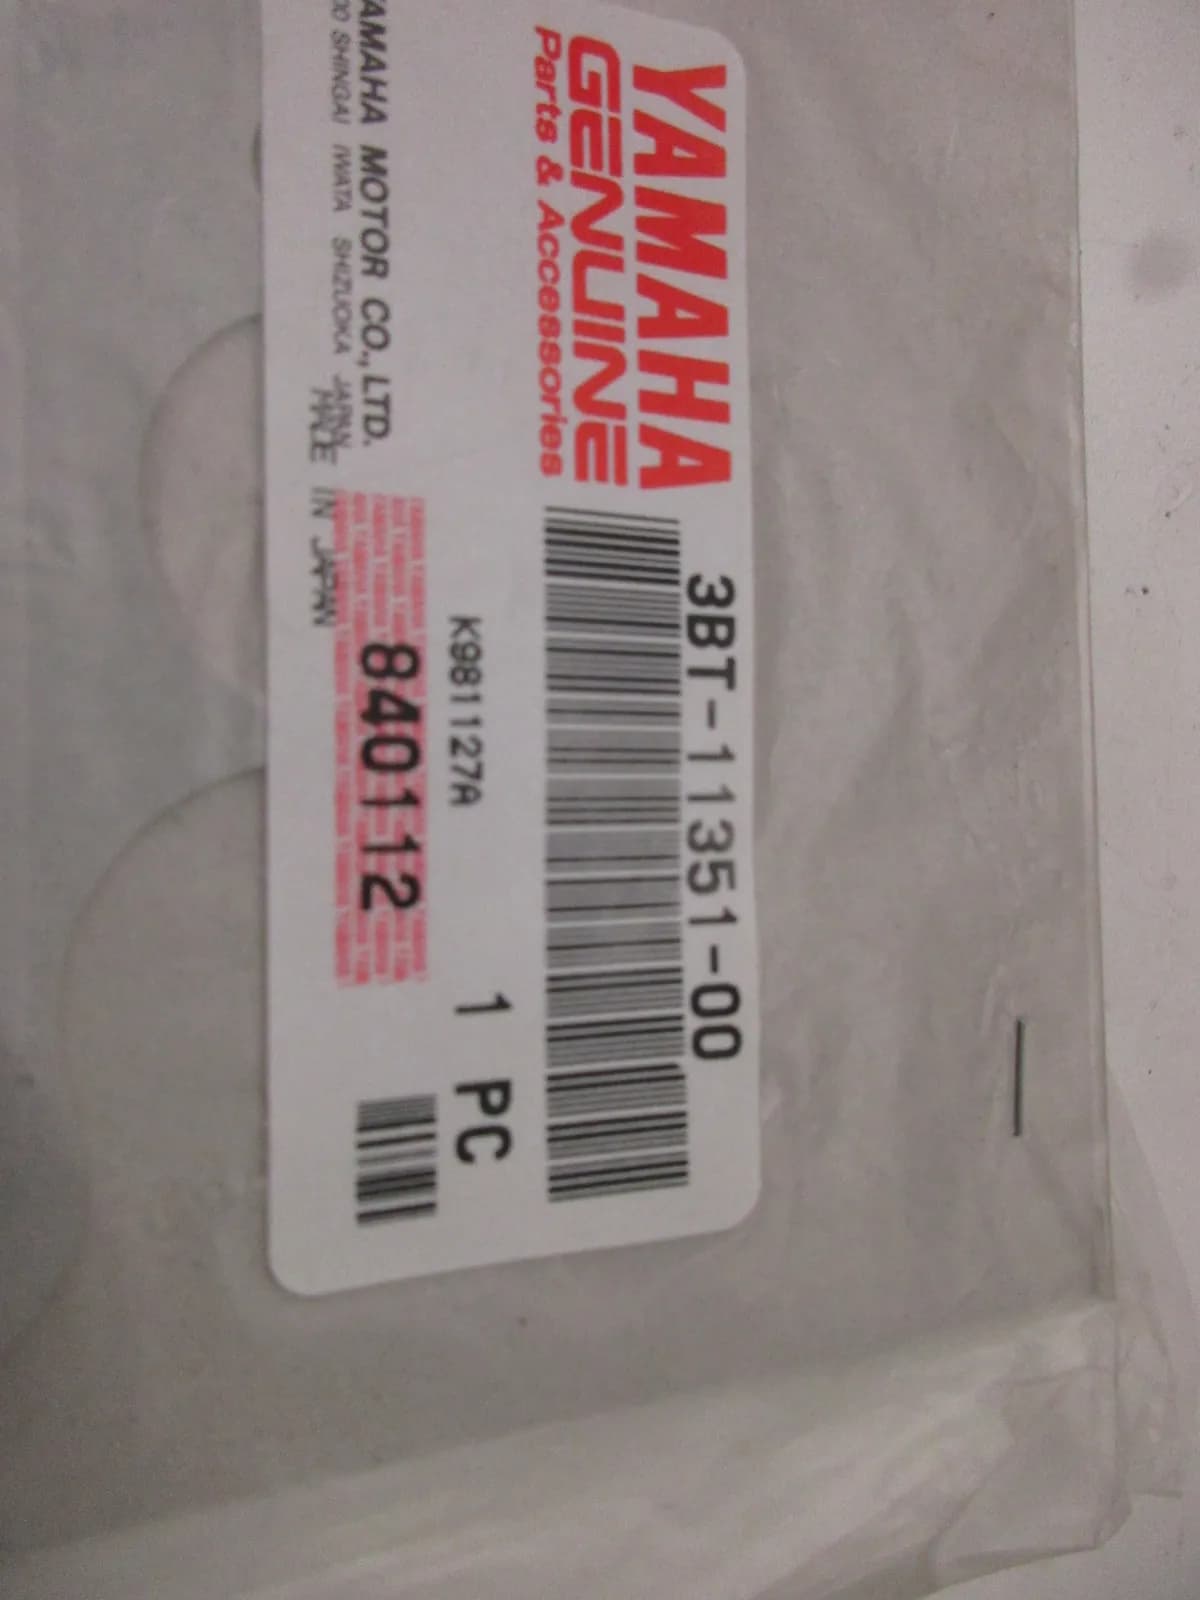 YAMAHA
GENUINE
Parts & Accessories
3BT-11351-00
K981127A
1 PC
840112
YAMAHA MOTOR CO., LTD.
SHINGAI IWATA SHIZUOKA JAPAN
MADE IN JAPAN